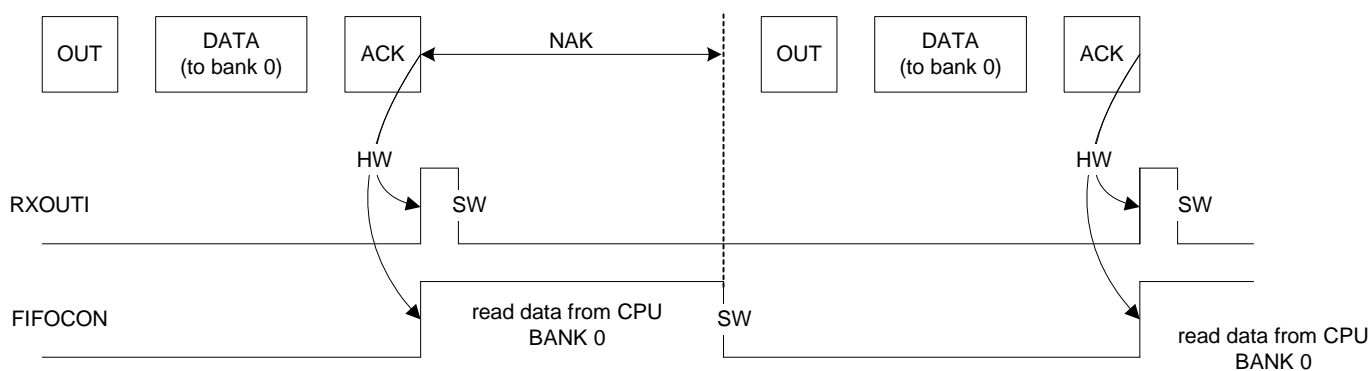 OUT
DATA
(to bank 0)
ACK
NAK
OUT
DATA
(to bank 0)
ACK
HW
HW
RXOUTI
SW
SW
FIFOCON
read data from CPU
BANK 0
SW
read data from CPU
BANK 0